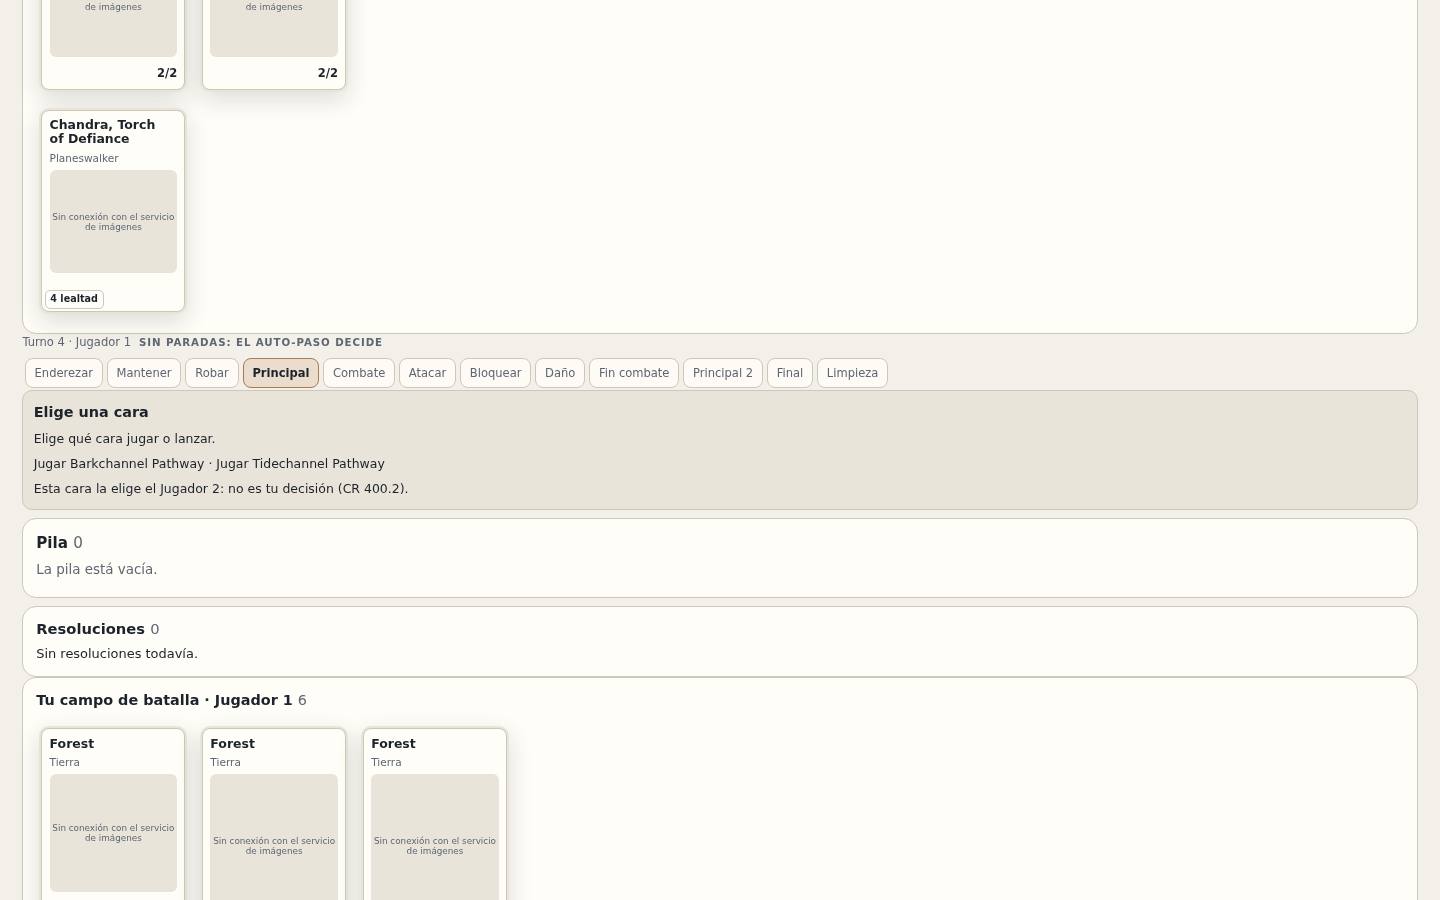 de imágenes
de imágenes
2/2
2/2
Chandra, Torch
of Defiance
Planeswalker
Sin conexión con el servicio
de imágenes
4 lealtad
Turno 4 · Jugador 1 SIN PARADAS: EL AUTO-PASO DECIDE
Enderezar
Mantener
Robar
Principal
Combate
Atacar
Bloquear
Daño
Fin combate
Principal 2
Final
Limpieza
Elige una cara
Elige qué cara jugar o lanzar.
Jugar Barkchannel Pathway · Jugar Tidechannel Pathway
Esta cara la elige el Jugador 2: no es tu decisión (CR 400.2).
Pila 0
La pila está vacía.
Resoluciones 0
Sin resoluciones todavía.
Tu campo de batalla · Jugador 1 6
Forest
Tierra
Sin conexión con el servicio
de imágenes
Forest
Tierra
Sin conexión con el servicio
de imágenes
Forest
Tierra
Sin conexión con el servicio
de imágenes